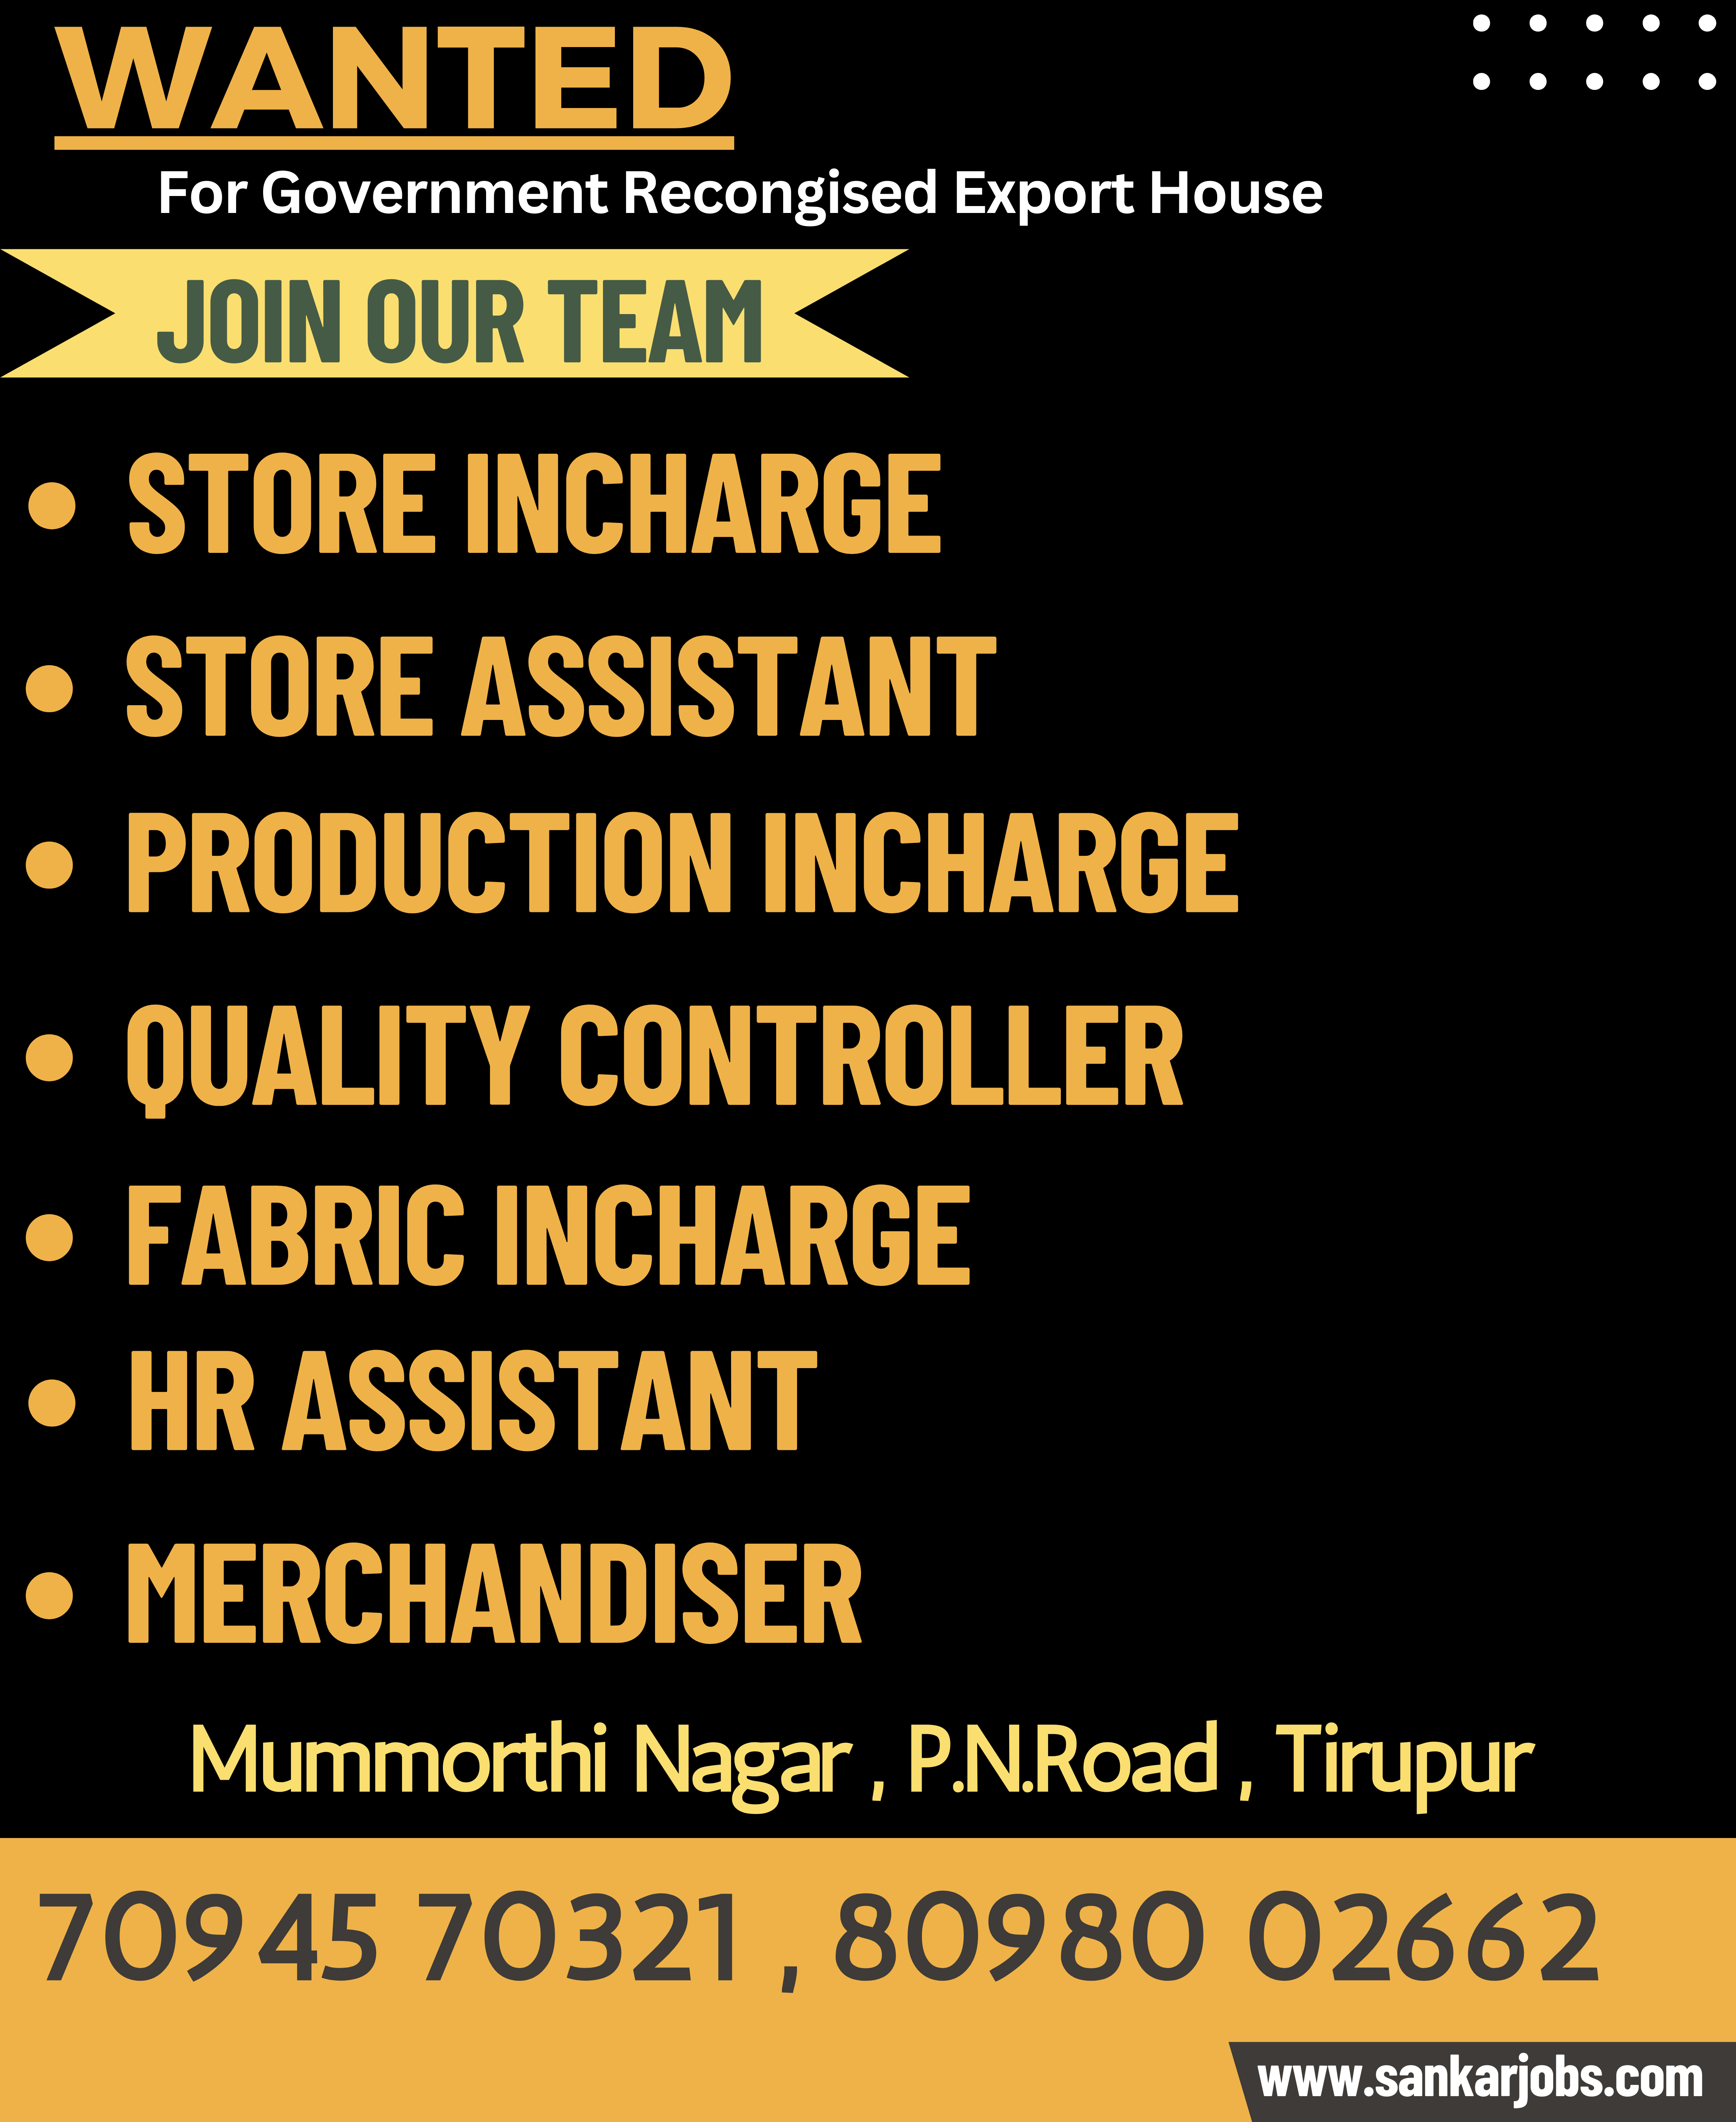 WANTED
For Government Recongised Export House
JOIN OUR TEAM
• STORE INCHARGE
• STORE ASSISTANT
• PRODUCTION INCHARGE
• QUALITY CONTROLLER
• FABRIC INCHARGE
• HR ASSISTANT
• MERCHANDISER
Mummorthi Nagar , P.N.Road , Tirupur
70945 70321 , 80980 02662
www.sankarjobs.com